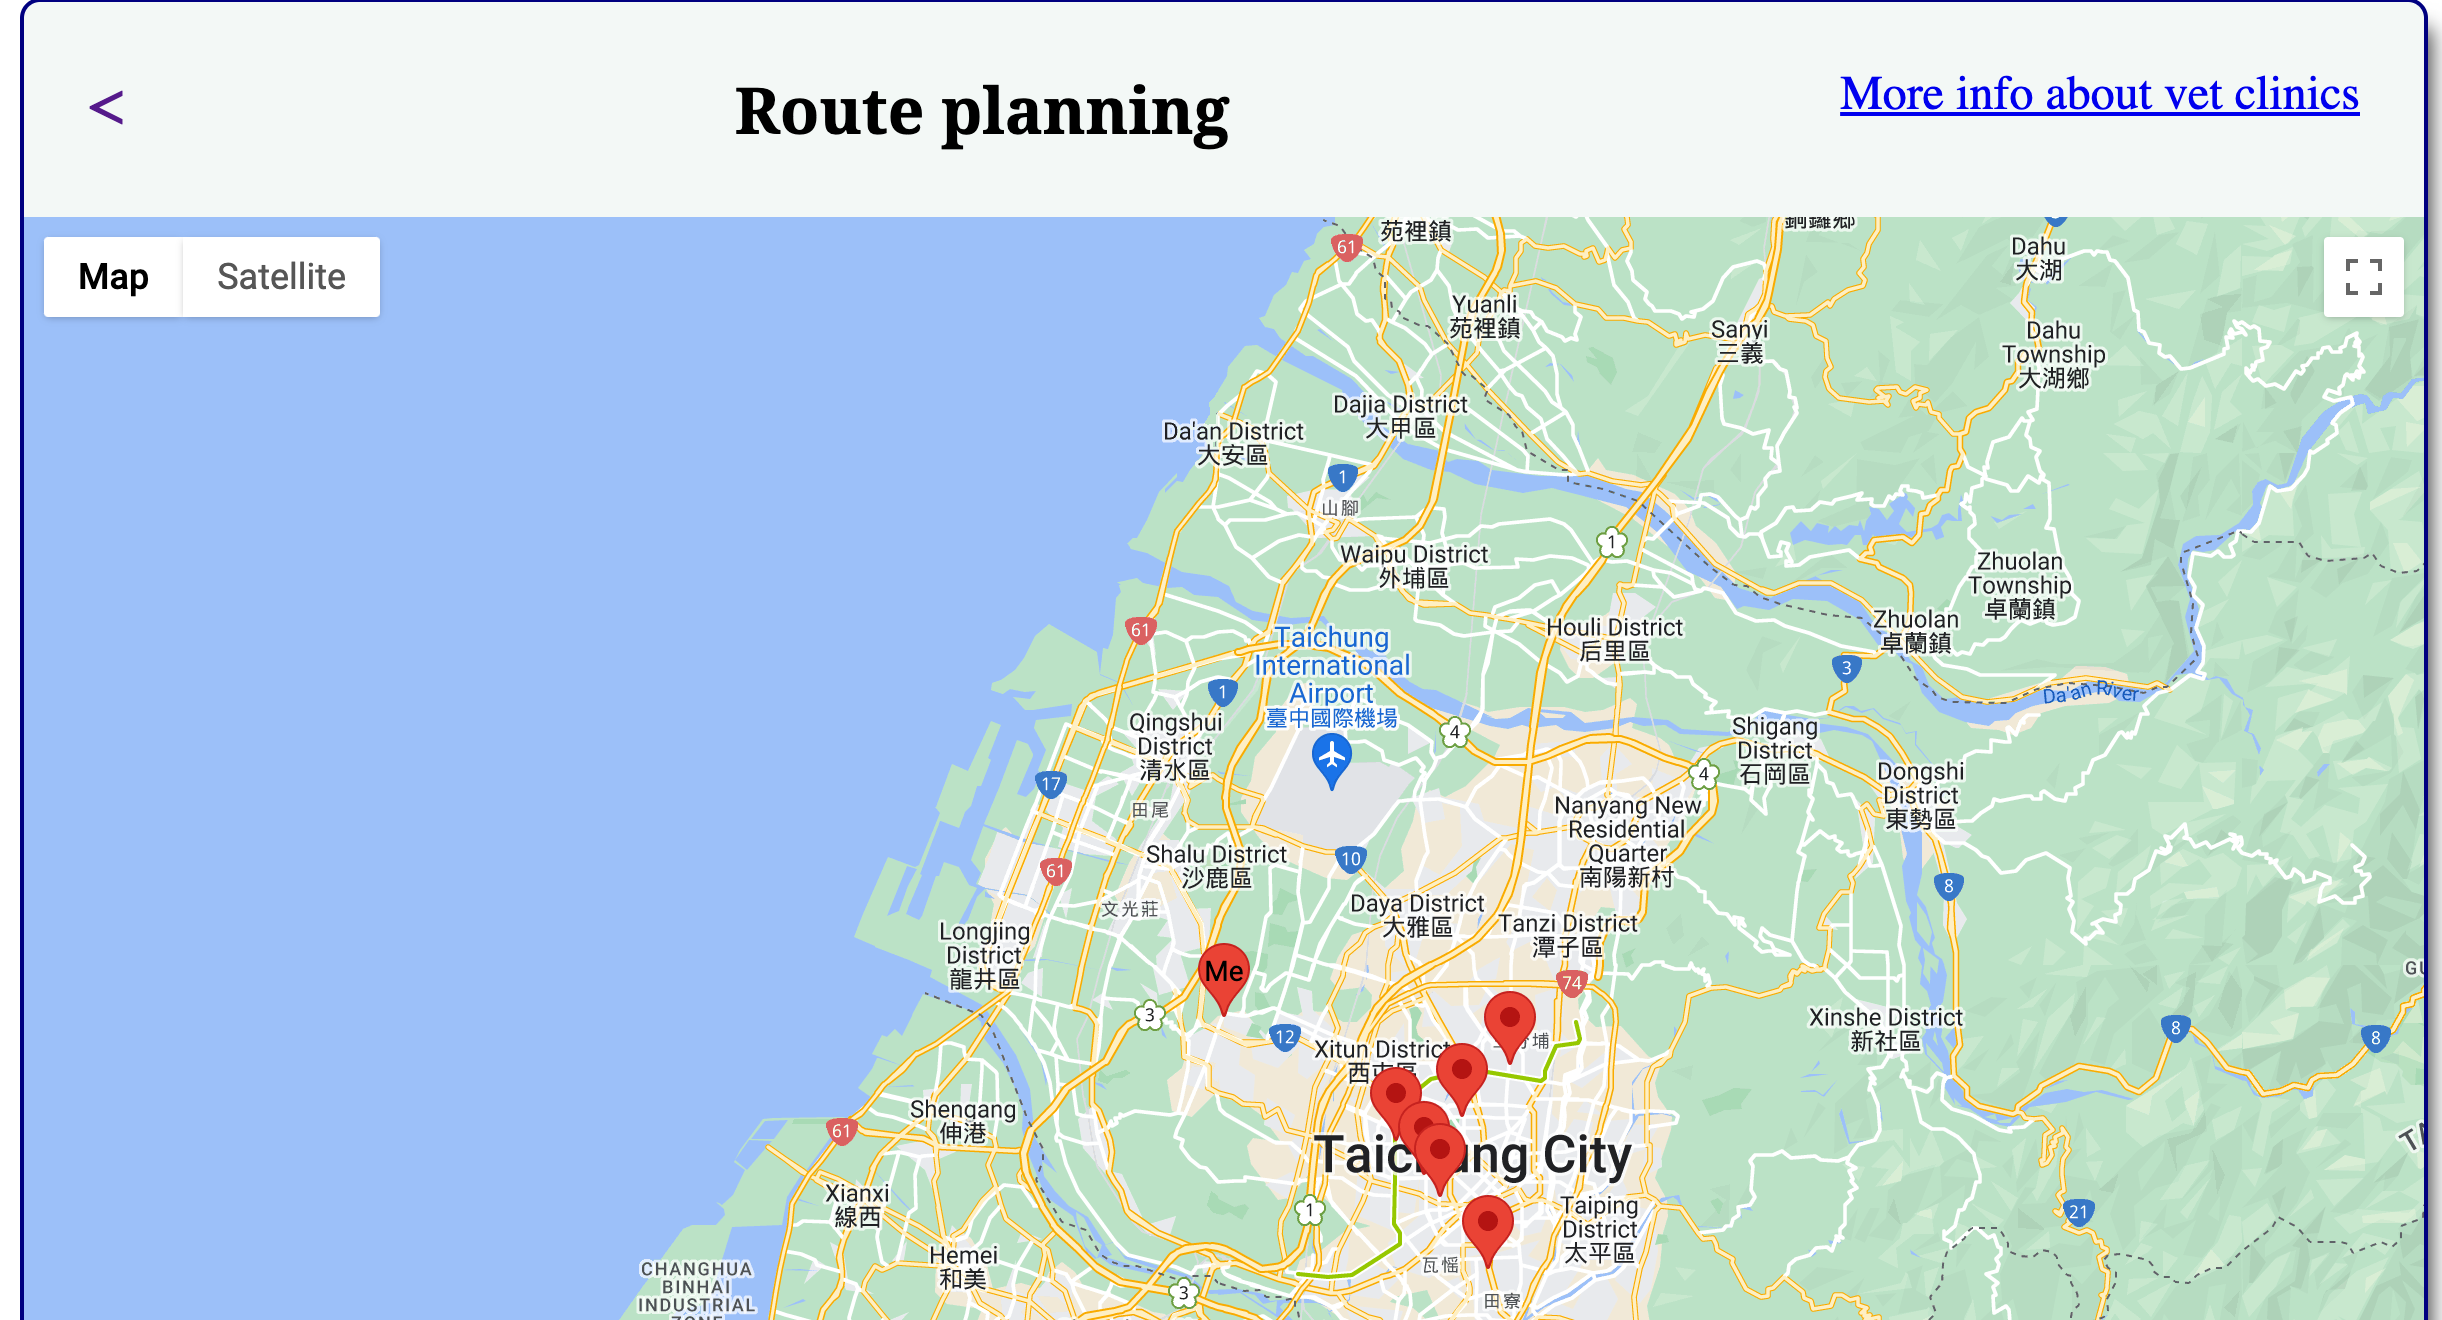 <
Route planning
More info about vet clinics
Map
Satellite
苑裡鎮
銅鑼鄉
61
Dahu
大湖
Yuanli
苑裡鎮
Sanyi
三義
Dahu
Township
大湖鄉
Dajia District
大甲區
Da'an District
大安區
1
山腳
1
Waipu District
外埔區
Zhuolan
Township
卓蘭鎮
61
Taichung
International
Airport
臺中國際機場
Houli District
后里區
Zhuolan
卓蘭鎮
3
1
Da'an River
Qingshui
District
清水區
4
Shigang
District
石岡區
4
17
Dongshi
District
東勢區
田尾
Nanyang New
Residential
Quarter
南陽新村
Shalu District
沙鹿區
10
61
8
文光莊
Daya District
大雅區
Tanzi District
潭子區
Longjing
District
龍井區
Me
74
GU
3
12
Xinshe District
新社區
8
8
埔
Xitun District
西屯區
Shengang
伸港
61
Taichung City
TA
Xianxi
線西
1
Taiping
District
太平區
21
Hemei
和美
瓦磘
CHANGHUA
BINHAI
INDUSTRIAL
ZONE
3
田寮